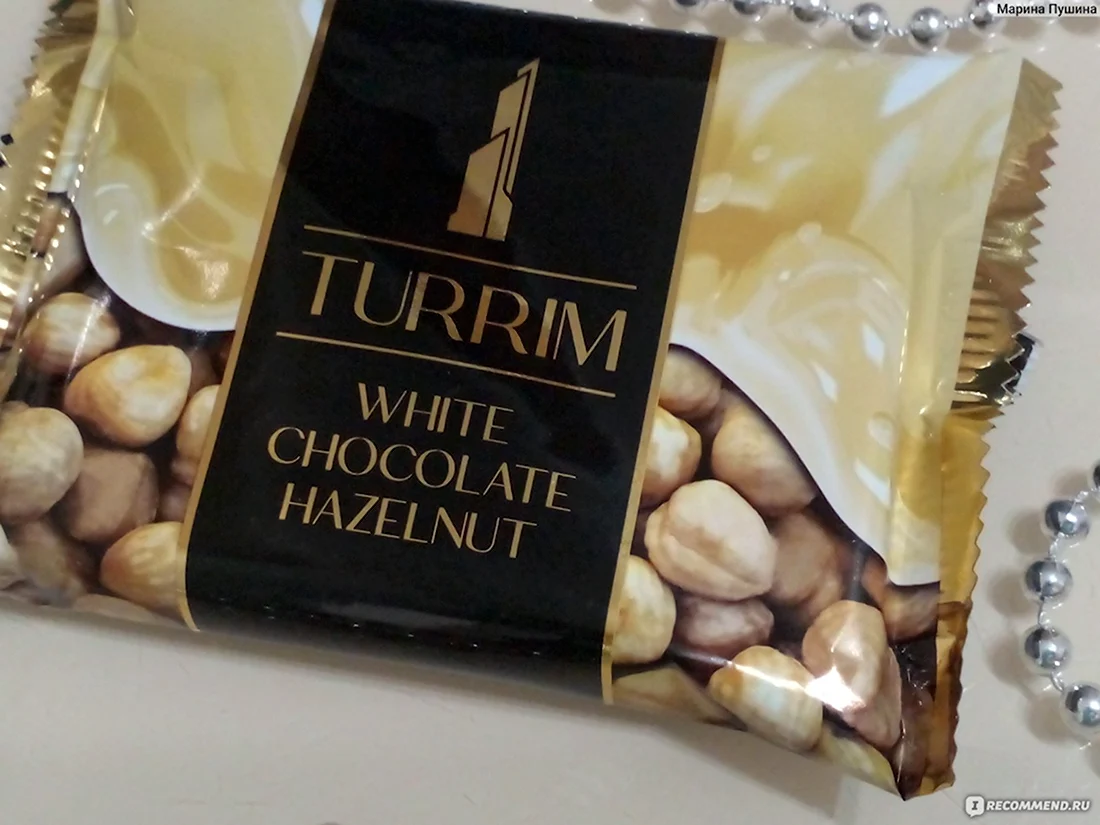 Марина Пушина
TURRIM
WHITE
CHOCOLATE
HAZELNUT
IRECOMMEND.RU